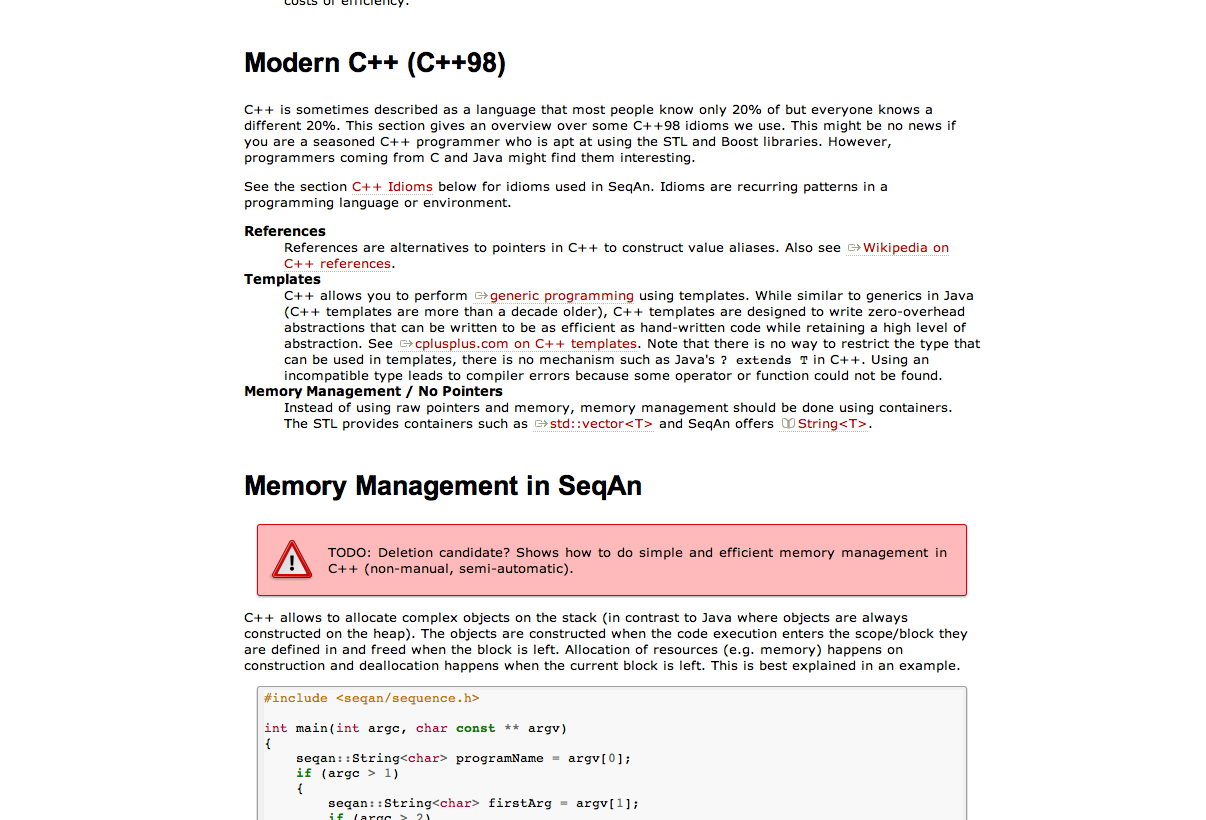 costs or efficiency.
Modern C++ (C++98)
C++ is sometimes described as a language that most people know only 20% of but everyone knows a
different 20%. This section gives an overview over some C++98 idioms we use. This might be no news if
you are a seasoned C++ programmer who is apt at using the STL and Boost libraries. However,
programmers coming from C and Java might find them interesting.
See the section C++ Idioms below for idioms used in SeqAn. Idioms are recurring patterns in a
programming language or environment.
References
References are alternatives to pointers in C++ to construct value aliases. Also see Wikipedia on
C++ references.
Templates
C++ allows you to perform generic programming using templates. While similar to generics in Java
(C++ templates are more than a decade older), C++ templates are designed to write zero-overhead
abstractions that can be written to be as efficient as hand-written code while retaining a high level of
abstraction. See cplusplus.com on C++ templates. Note that there is no way to restrict the type that
can be used in templates, there is no mechanism such as Java's ? extends T in C++. Using an
incompatible type leads to compiler errors because some operator or function could not be found.
Memory Management / No Pointers
Instead of using raw pointers and memory, memory management should be done using containers.
The STL provides containers such as std::vector<T> and SeqAn offers String<T>.
Memory Management in SeqAn
TODO: Deletion candidate? Shows how to do simple and efficient memory management in
C++ (non-manual, semi-automatic).
C++ allows to allocate complex objects on the stack (in contrast to Java where objects are always
constructed on the heap). The objects are constructed when the code execution enters the scope/block they
are defined in and freed when the block is left. Allocation of resources (e.g. memory) happens on
construction and deallocation happens when the current block is left. This is best explained in an example.
#include <seqan/sequence.h>
int main(int argc, char const ** argv)
{
seqan::String<char> programName = argv[0];
if (argc > 1)
{
seqan::String<char> firstArg = argv[1];
if (argc > 2)